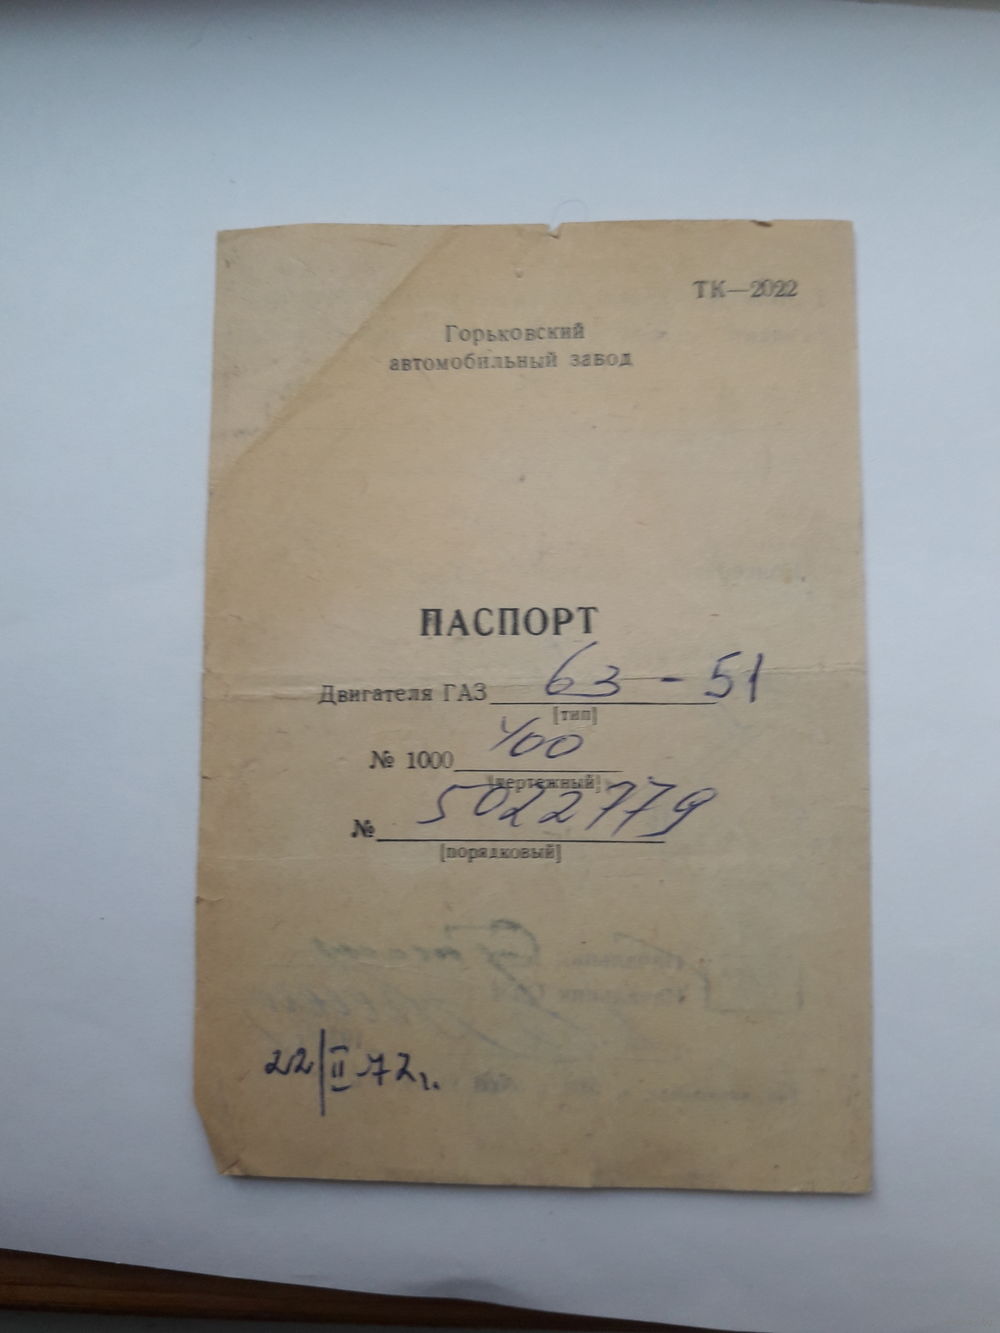 ТК—2022
Горьковский
автомобильный завод
ПАСПОРТ
Двигателя ГАЗ 63 - 51
[тип]
№ 1000 400
[чертежный]
№ 5022779
[порядковый]
22/II-72г.